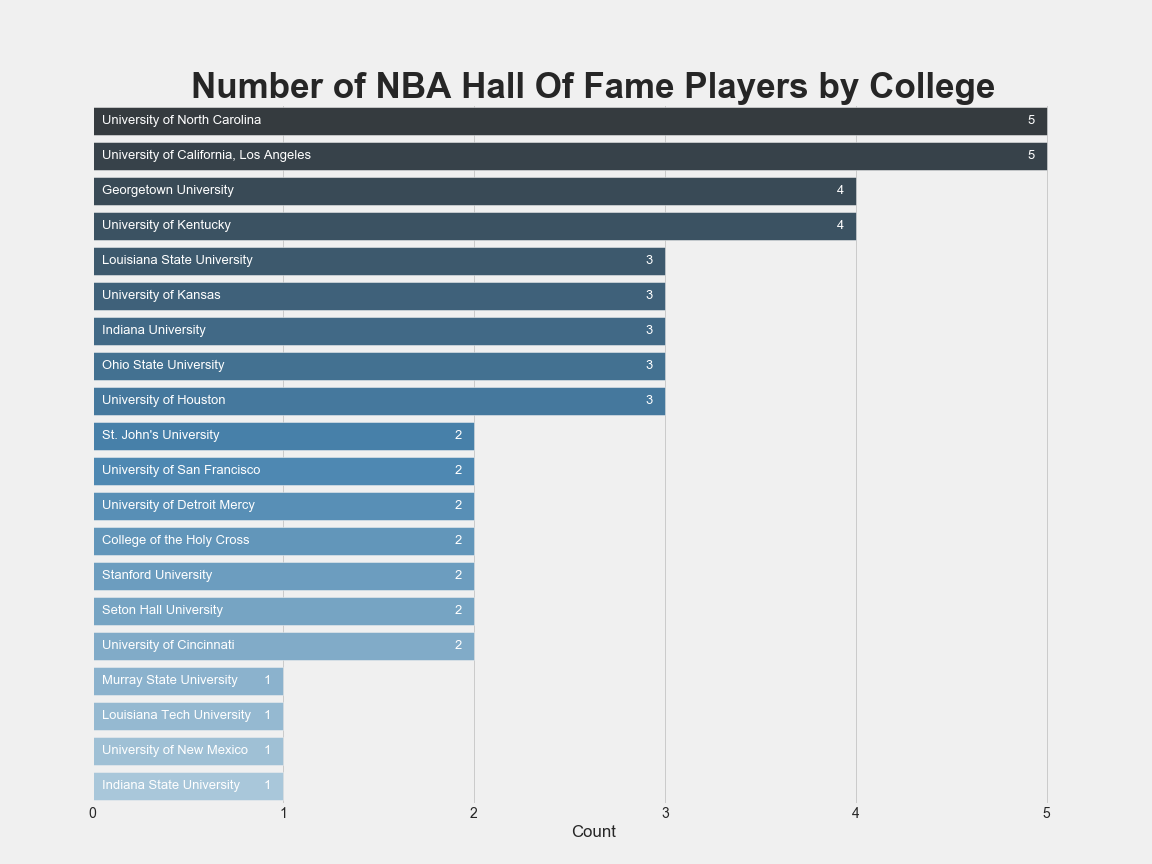 Number of NBA Hall Of Fame Players by College
University of North Carolina 5
University of California, Los Angeles 5
Georgetown University 4
University of Kentucky 4
Louisiana State University 3
University of Kansas 3
Indiana University 3
Ohio State University 3
University of Houston 3
St. John's University 2
University of San Francisco 2
University of Detroit Mercy 2
College of the Holy Cross 2
Stanford University 2
Seton Hall University 2
University of Cincinnati 2
Murray State University 1
Louisiana Tech University 1
University of New Mexico 1
Indiana State University 1
0 1 2 3 4 5
Count